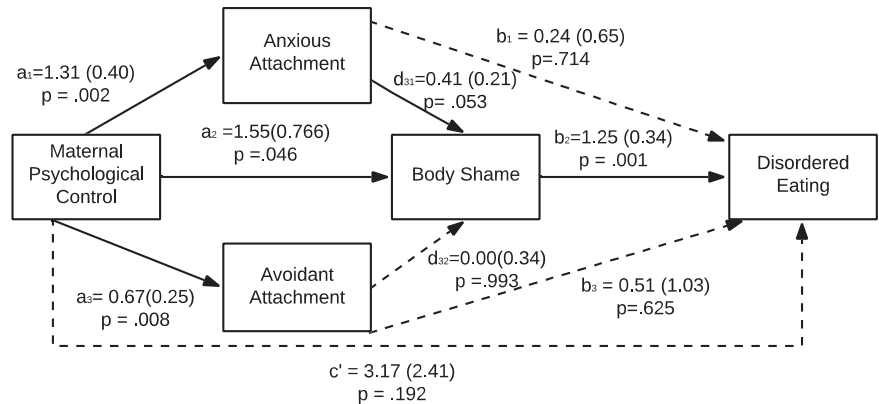 Anxious
Attachment
b₁ = 0.24 (0.65)
p=.714
a₁=1.31 (0.40)
p = .002
d₃₁=0.41 (0.21)
p= .053
a₂ =1.55(0.766)
p =.046
b₂=1.25 (0.34)
p = .001
Maternal
Psychological
Control
Body Shame
Disordered
Eating
Avoidant
Attachment
d₃₂=0.00(0.34)
p =.993
a₃= 0.67(0.25)
p = .008
b₃ = 0.51 (1.03)
p=.625
c' = 3.17 (2.41)
p = .192